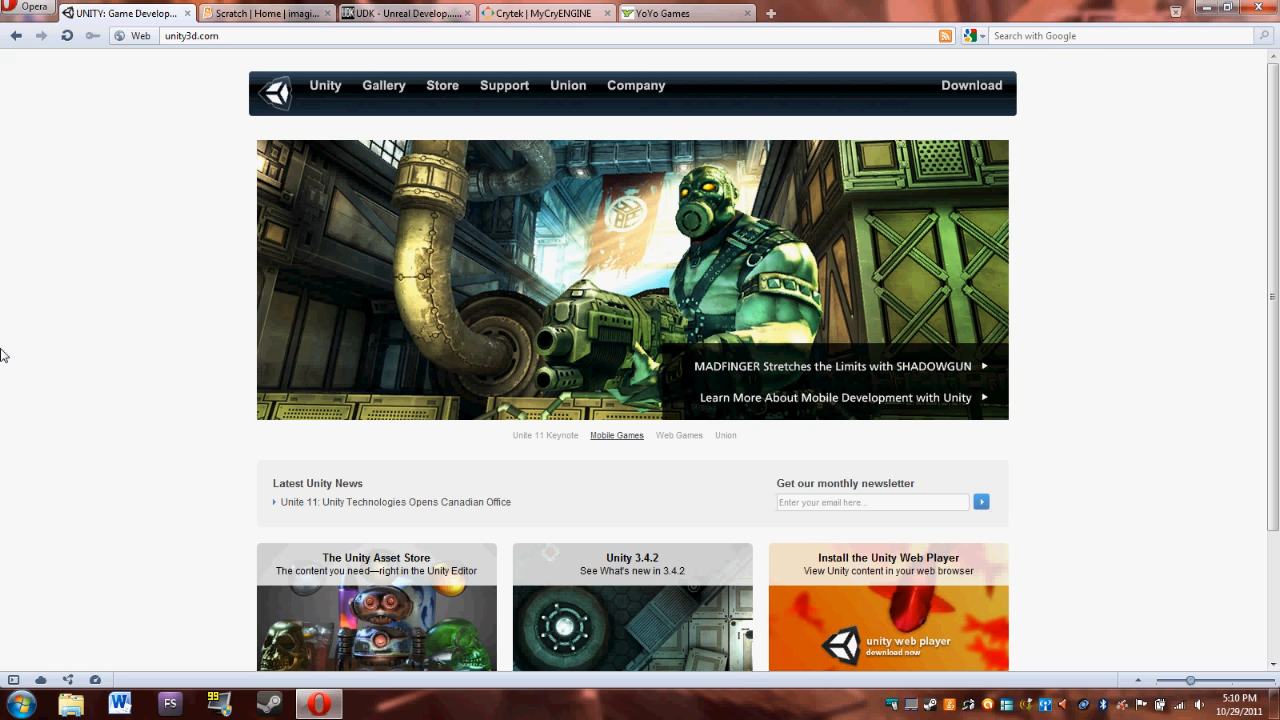 Opera
UNITY: Game Develop...
Scratch | Home | imagi...
UDK - Unreal Develop...
Crytek | MyCryENGINE
YoYo Games
Web
unity3d.com
Search with Google
Unity
Gallery
Store
Support
Union
Company
Download
MADFINGER Stretches the Limits with SHADOWGUN
Learn More About Mobile Development with Unity
Unite 11 Keynote
Mobile Games
Web Games
Union
Latest Unity News
Get our monthly newsletter
Unite 11: Unity Technologies Opens Canadian Office
Enter your email here...
The Unity Asset Store
The content you need—right in the Unity Editor
Unity 3.4.2
See What's new in 3.4.2
Install the Unity Web Player
View Unity content in your web browser
unity web player
download now
FS
99
5:10 PM
10/29/2011